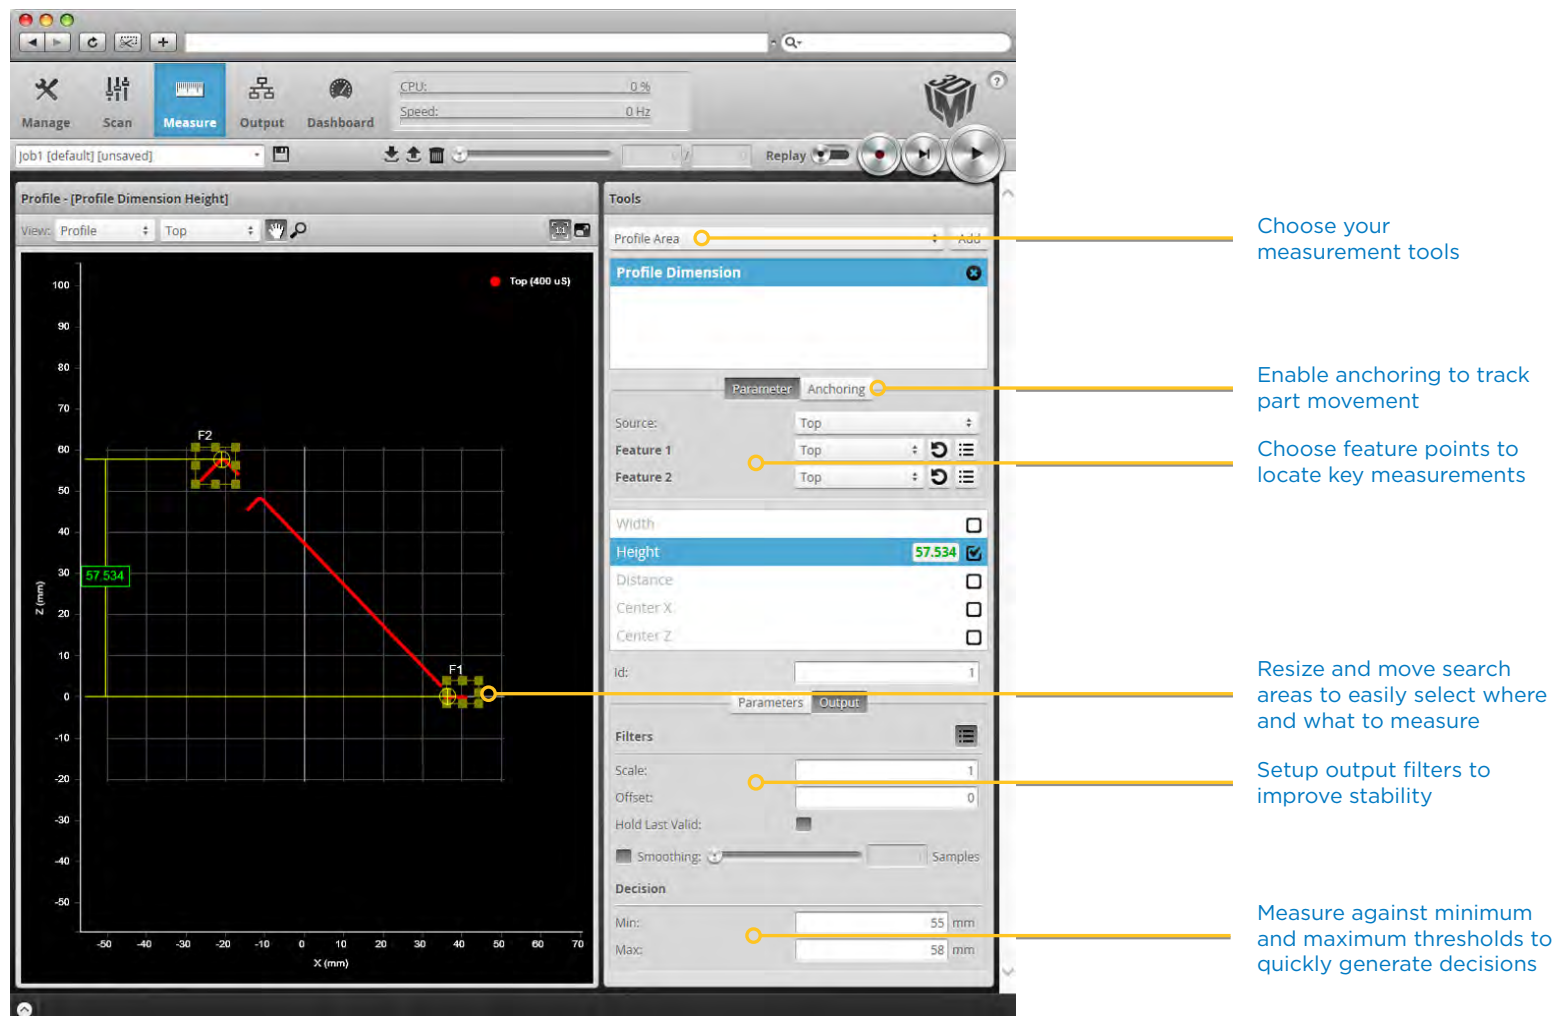 Manage
Scan
Measure
Output
Dashboard
CPU: 0 %
Speed: 0 Hz
Job1 [default] [unsaved]
/
Replay
Profile - [Profile Dimension Height]
View: Profile Top
1:1
Top (400 uS)
100
90
80
70
60
50
40
30
20
10
0
-10
-20
-30
-40
-50
Z (mm)
F2
57.534
F1
-50 -40 -30 -20 -10 0 10 20 30 40 50 60 70
X (mm)
Tools
Profile Area Add
Profile Dimension
Parameter Anchoring
Source: Top
Feature 1 Top
Feature 2 Top
Width
Height 57.534
Distance
Center X
Center Z
Id: 1
Parameters Output
Filters
Scale: 1
Offset: 0
Hold Last Valid:
Smoothing: Samples
Decision
Min: 55 mm
Max: 58 mm
Choose your
measurement tools
Enable anchoring to track
part movement
Choose feature points to
locate key measurements
Resize and move search
areas to easily select where
and what to measure
Setup output filters to
improve stability
Measure against minimum
and maximum thresholds to
quickly generate decisions